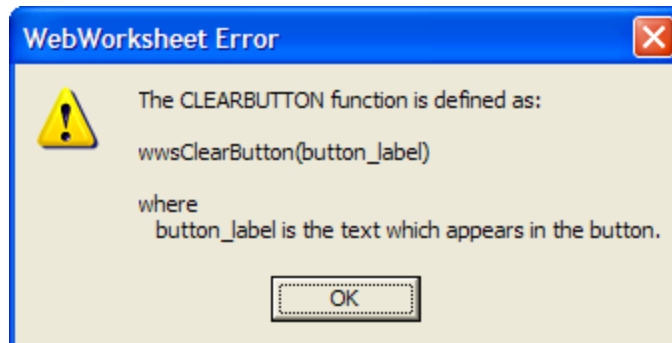 WebWorksheet Error
The CLEARBUTTON function is defined as:
wwsClearButton(button_label)
where
button_label is the text which appears in the button.
OK